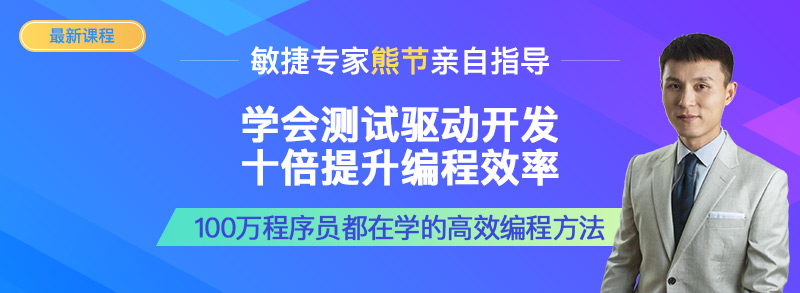 最新课程
敏捷专家熊节亲自指导
学会测试驱动开发
十倍提升编程效率
100万程序员都在学的高效编程方法